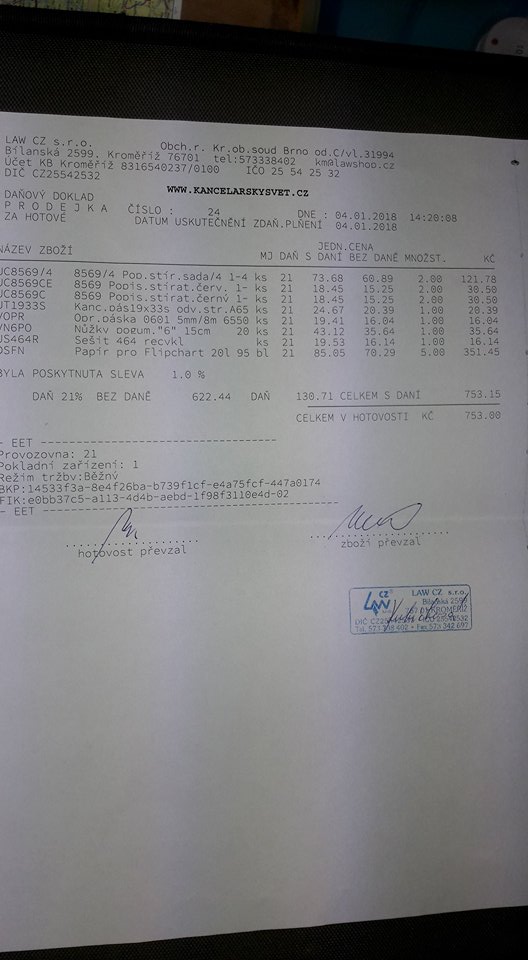 LAW CZ s.r.o. Obch.r. Kr.ob.soud Brno od.C/vl.31994
Bílanská 2599, Kroměříž 76701 tel:573338402 km@lawshop.cz
Účet KB Kroměříž 8316540237/0100 IČO 25 54 25 32
DIČ CZ25542532
WWW.KANCELARSKYSVET.CZ
DAŇOVÝ DOKLAD
P R O D E J K A ČÍSLO : 24 DNE : 04.01.2018 14:20:08
ZA HOTOVÉ DATUM USKUTEČNĚNÍ ZDAŇ.PLNĚNÍ 04.01.2018
JEDN.CENA
NÁZEV ZBOŽÍ MJ DAŇ S DANÍ BEZ DANĚ MNOŽST. KČ
UC8569/4 8569/4 Pop.stír.sada/4 1-4 ks 21 73.68 60.89 2.00 121.78
UC8569CE 8569 Popis.stírat.červ. 1- ks 21 18.45 15.25 2.00 30.50
UC8569C 8569 Popis.stírat.černý 1- ks 21 18.45 15.25 2.00 30.50
UT1933S Kanc.pás19x33s odv.str.A65 ks 21 24.67 20.39 1.00 20.39
VOPR Opr.páska 0601 5mm/8m 6550 ks 21 19.41 16.04 1.00 16.04
VN6PO Nůžky pogum."6" 15cm 20 ks 21 43.12 35.64 1.00 35.64
US464R Sešit 464 recykl ks 21 19.53 16.14 1.00 16.14
OSFN Papír pro Flipchart 20l 95 bl 21 85.05 70.29 5.00 351.45
BYLA POSKYTNUTA SLEVA 1.0 %
DAŇ 21% BEZ DANĚ 622.44 DAŇ 130.71 CELKEM S DANÍ 753.15
CELKEM V HOTOVOSTI KČ 753.00
- EET ---------------------------------
Provozovna: 21
Pokladní zařízení: 1
Režim tržby:Běžný
BKP:14533f3a-8e4f26ba-b739f1cf-e4a75fcf-447a0174
FIK:e0bb37c5-a113-4d4b-aebd-1f98f3110e4d-02
- EET -----------------------------------------
hotovost převzal zboží převzal
CZ LAW CZ s.r.o.
LAW Bílanská 2599
767 01 KROMĚŘÍŽ
Tel. 573 338 402 • Fax 573 342 697